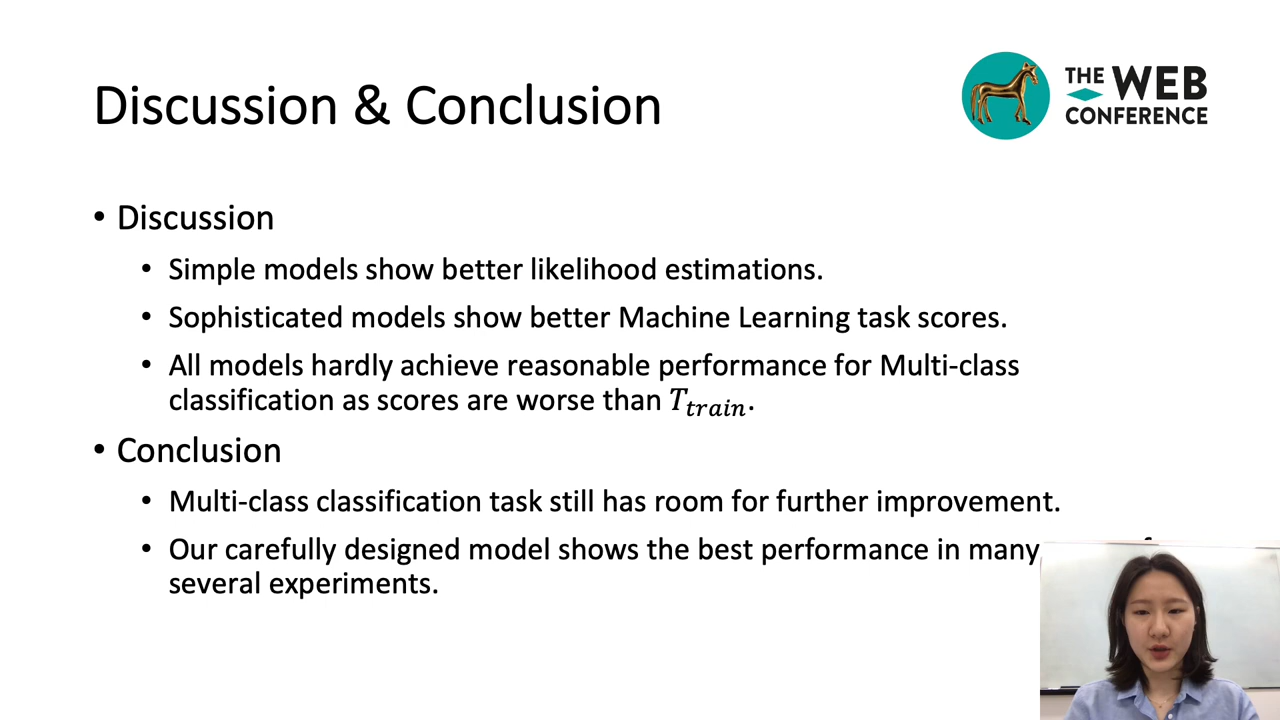 Discussion & Conclusion
THE WEB
CONFERENCE
• Discussion
• Simple models show better likelihood estimations.
• Sophisticated models show better Machine Learning task scores.
• All models hardly achieve reasonable performance for Multi-class
classification as scores are worse than T_train.
• Conclusion
• Multi-class classification task still has room for further improvement.
• Our carefully designed model shows the best performance in many
several experiments.